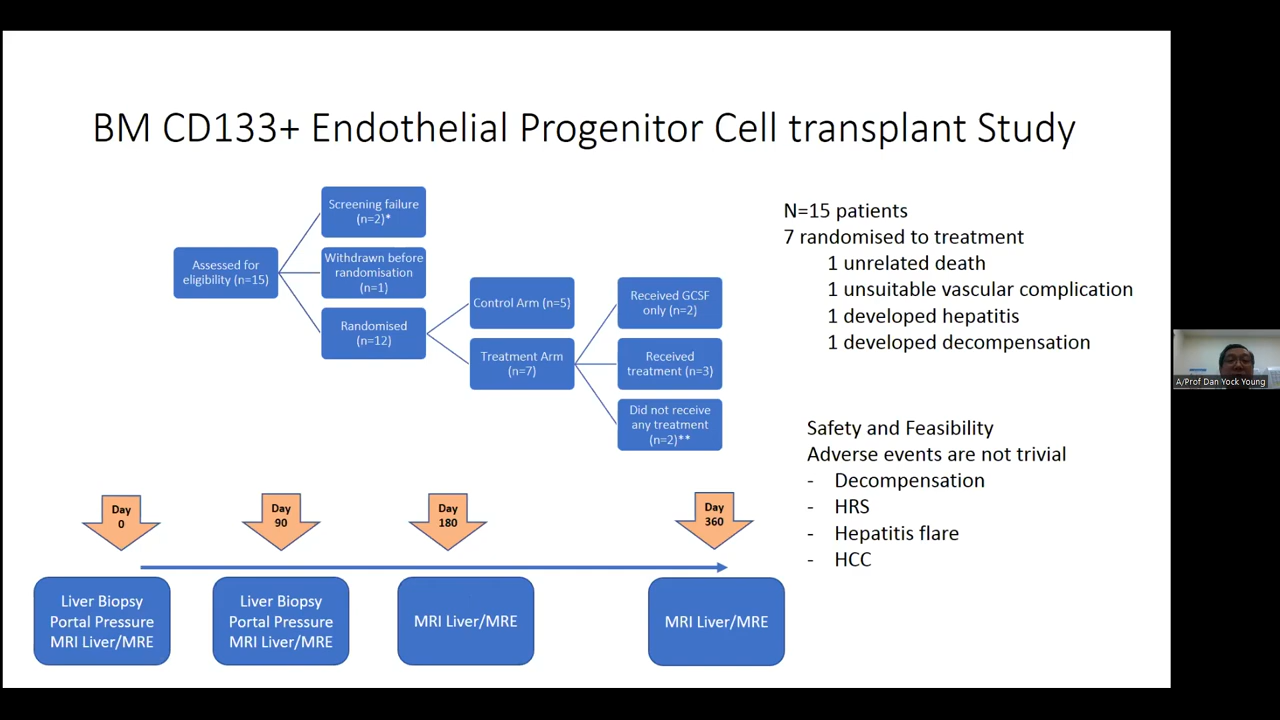 BM CD133+ Endothelial Progenitor Cell transplant Study
Assessed for
eligibility (n=15)
Screening failure
(n=2)*
Withdrawn before
randomisation
(n=1)
Randomised
(n=12)
Control Arm (n=5)
Treatment Arm
(n=7)
Received GCSF
only (n=2)
Received
treatment (n=3)
Did not receive
any treatment
(n=2)**
N=15 patients
7 randomised to treatment
1 unrelated death
1 unsuitable vascular complication
1 developed hepatitis
1 developed decompensation
A/Prof Dan Yock Young
Safety and Feasibility
Adverse events are not trivial
- Decompensation
- HRS
- Hepatitis flare
- HCC
Day
0
Day
90
Day
180
Day
360
Liver Biopsy
Portal Pressure
MRI Liver/MRE
Liver Biopsy
Portal Pressure
MRI Liver/MRE
MRI Liver/MRE
MRI Liver/MRE